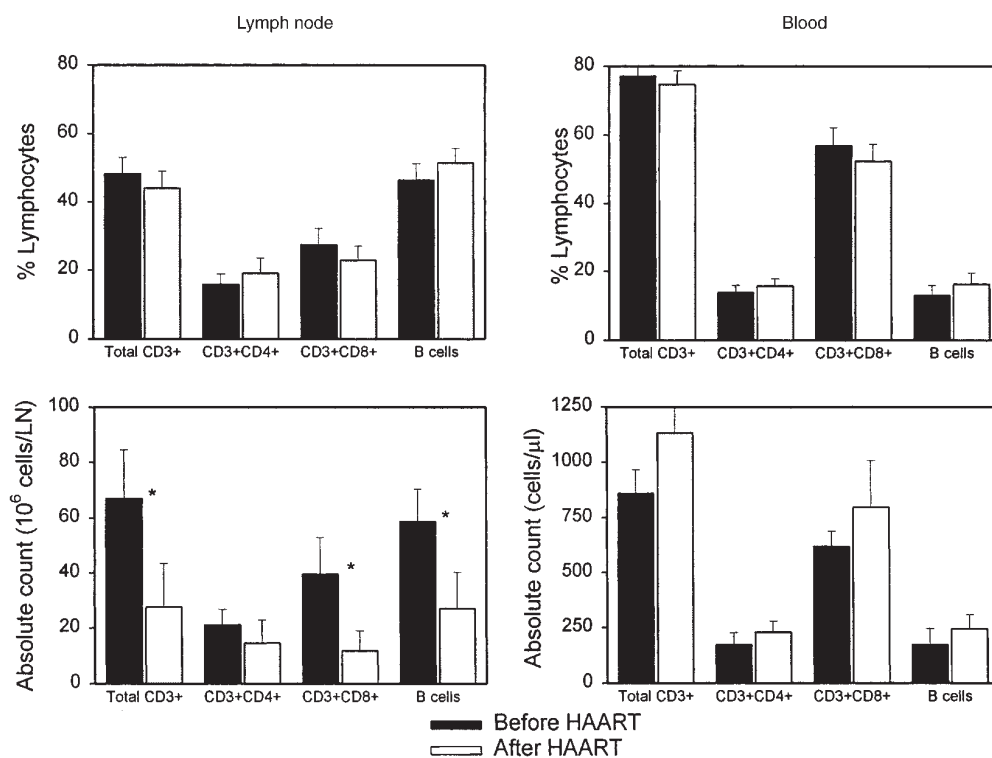 Lymph node
Blood
80
60
40
20
0
% Lymphocytes
Total CD3+ CD3+CD4+ CD3+CD8+ B cells
80
60
40
20
0
% Lymphocytes
Total CD3+ CD3+CD4+ CD3+CD8+ B cells
100
80
60
40
20
0
Absolute count (10⁶ cells/LN)
* * *
Total CD3+ CD3+CD4+ CD3+CD8+ B cells
1250
1000
750
500
250
0
Absolute count (cells/µl)
Total CD3+ CD3+CD4+ CD3+CD8+ B cells
Before HAART
After HAART